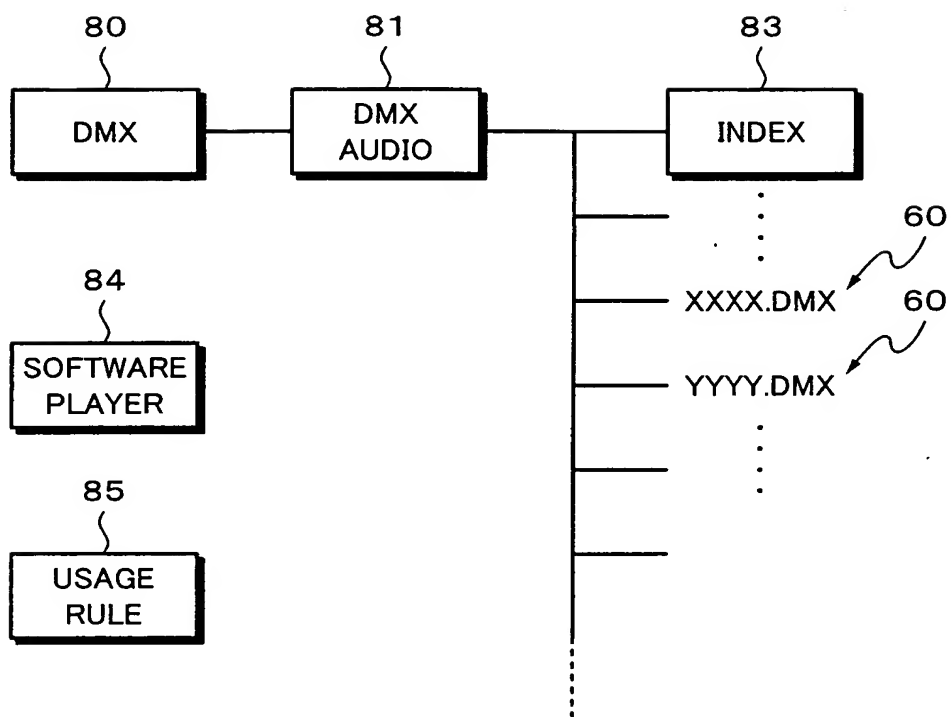 80
81
83
DMX
DMX
AUDIO
INDEX
60
XXXX.DMX
84
60
SOFTWARE
PLAYER
YYYY.DMX
85
USAGE
RULE